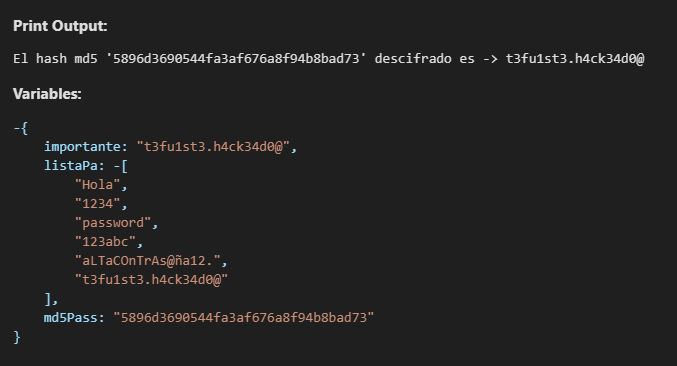 Print Output:
El hash md5 '5896d3690544fa3af676a8f94b8bad73' descifrado es -> t3fu1st3.h4ck34d0@
Variables:
-{
importante: "t3fu1st3.h4ck34d0@",
listaPa: -[
"Hola",
"1234",
"password",
"123abc",
"aLTaCOnTrAs@ña12.",
"t3fu1st3.h4ck34d0@"
],
md5Pass: "5896d3690544fa3af676a8f94b8bad73"
}